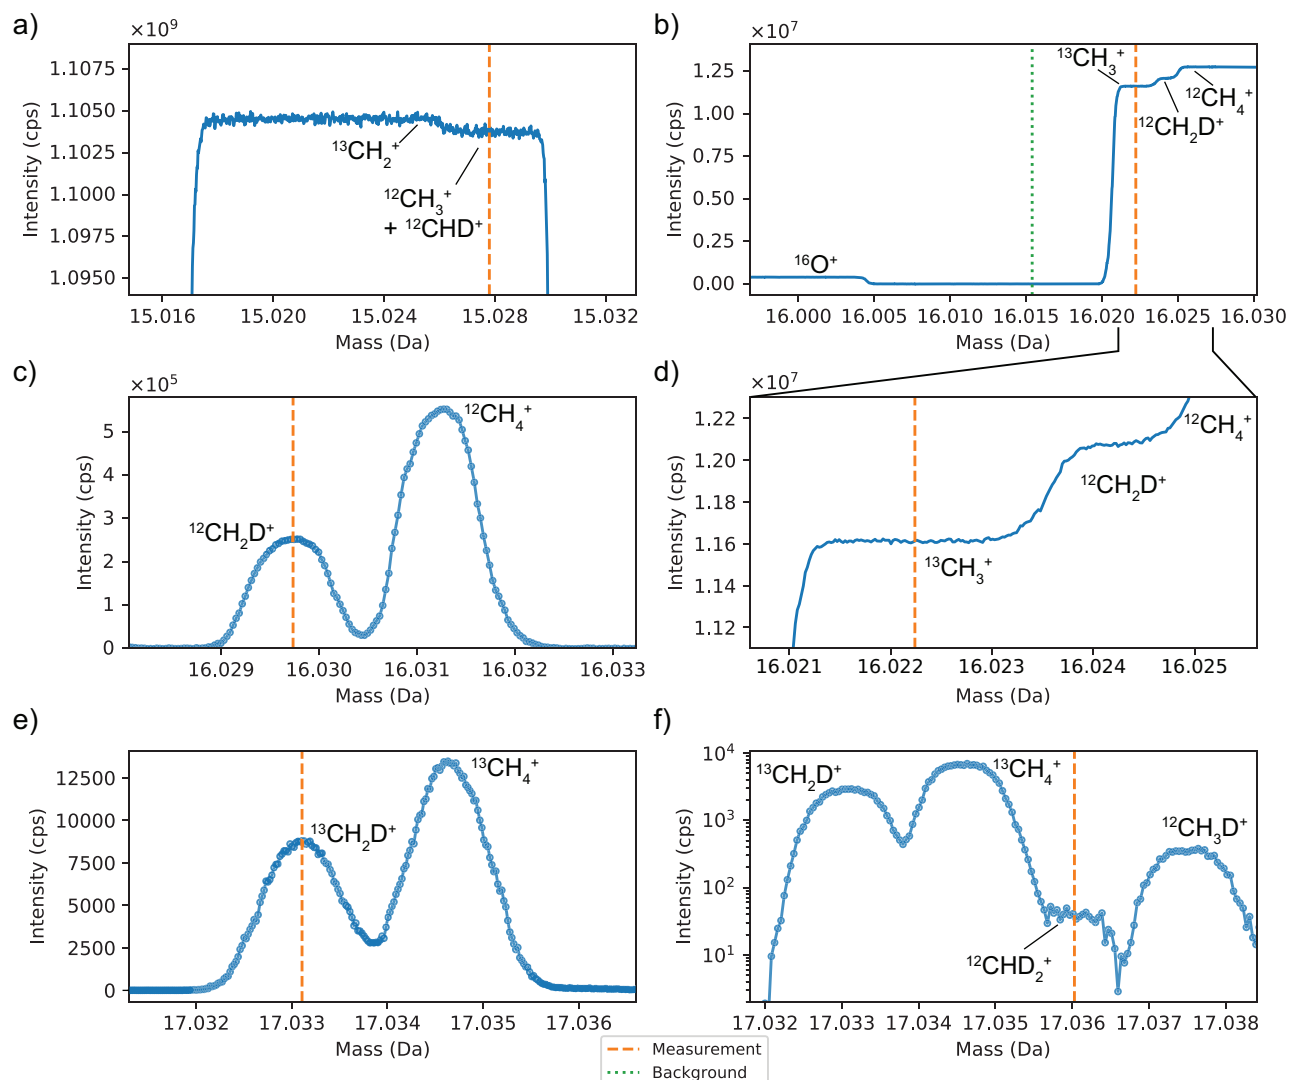 a)
×10⁹
1.1075
1.1050
1.1025
1.1000
1.0975
1.0950
Intensity (cps)
¹³CH₂⁺
¹²CH₃⁺
+ ¹²CHD⁺
15.016 15.020 15.024 15.028 15.032
Mass (Da)
b)
×10⁷
1.25
1.00
0.75
0.50
0.25
0.00
Intensity (cps)
¹³CH₃⁺
¹²CH₄⁺
¹²CH₂D⁺
¹⁶O⁺
16.000 16.005 16.010 16.015 16.020 16.025 16.030
Mass (Da)
c)
×10⁵
5
4
3
2
1
0
Intensity (cps)
¹²CH₄⁺
¹²CH₂D⁺
16.029 16.030 16.031 16.032 16.033
Mass (Da)
d)
×10⁷
1.22
1.20
1.18
1.16
1.14
1.12
Intensity (cps)
¹²CH₄⁺
¹²CH₂D⁺
¹³CH₃⁺
16.021 16.022 16.023 16.024 16.025
Mass (Da)
e)
12500
10000
7500
5000
2500
0
Intensity (cps)
¹³CH₄⁺
¹³CH₂D⁺
17.032 17.033 17.034 17.035 17.036
Mass (Da)
f)
10⁴
10³
10²
10¹
Intensity (cps)
¹³CH₂D⁺
¹³CH₄⁺
¹²CH₃D⁺
¹²CHD₂⁺
17.032 17.033 17.034 17.035 17.036 17.037 17.038
Mass (Da)
Measurement
Background